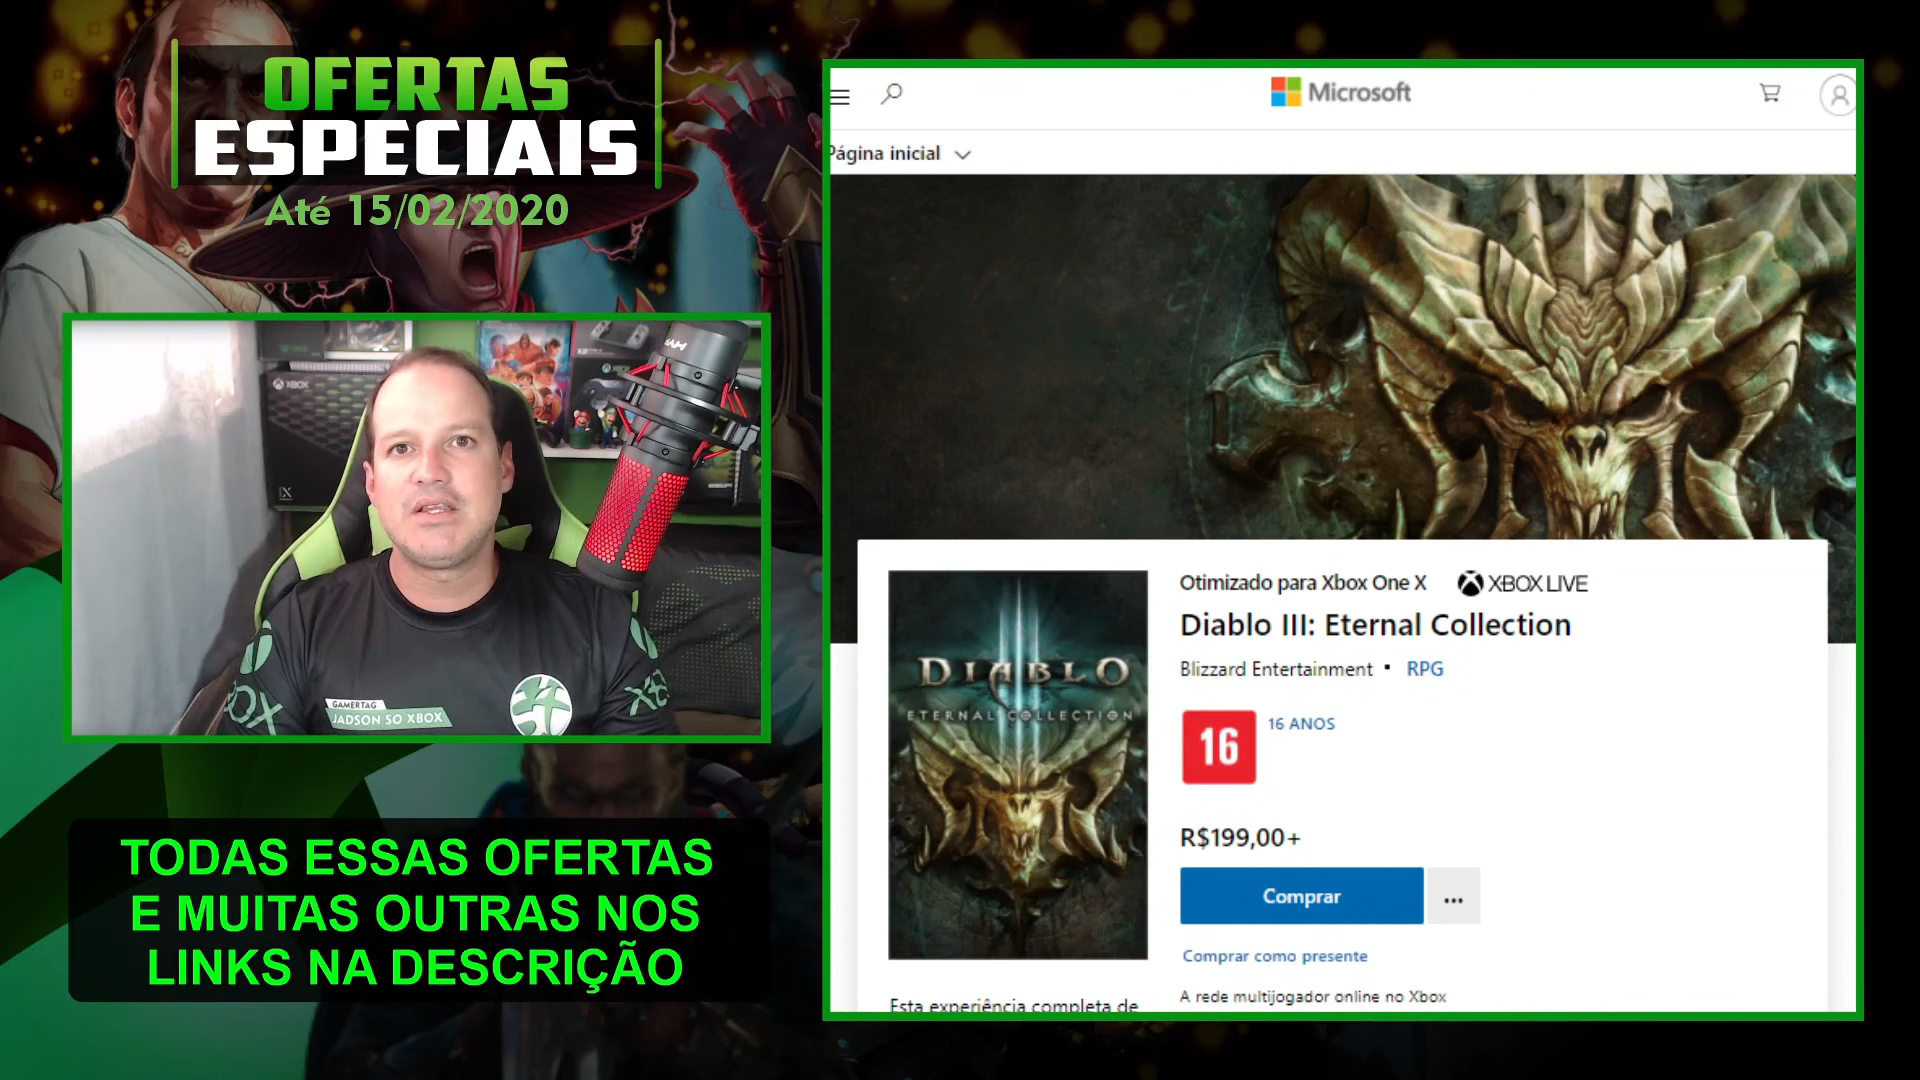 OFERTAS
ESPECIAIS
Até 15/02/2020
XBOX
X
GAMERTAG
JADSON SO XBOX
TODAS ESSAS OFERTAS
E MUITAS OUTRAS NOS
LINKS NA DESCRIÇÃO
Microsoft
Página inicial
DIABLO
ETERNAL COLLECTION
Otimizado para Xbox One X XBOX LIVE
Diablo III: Eternal Collection
Blizzard Entertainment • RPG
16 16 ANOS
R$199,00+
Comprar ...
Comprar como presente
A rede multijogador online no Xbox
Esta experiência completa de